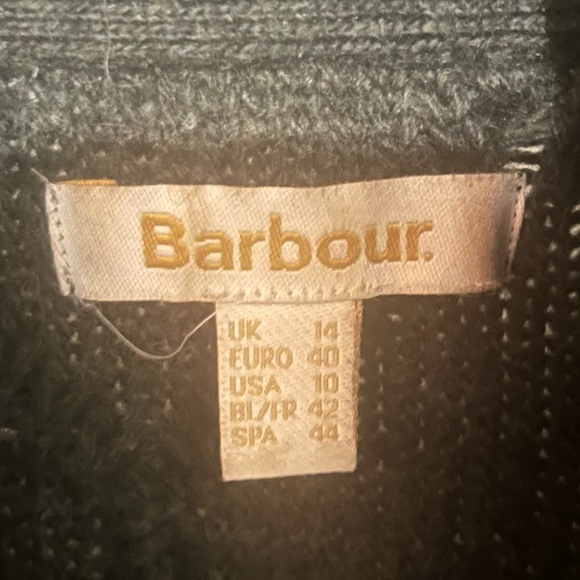 Barbour.
UK 14
EURO 40
USA 10
BL/FR 42
SPA 44